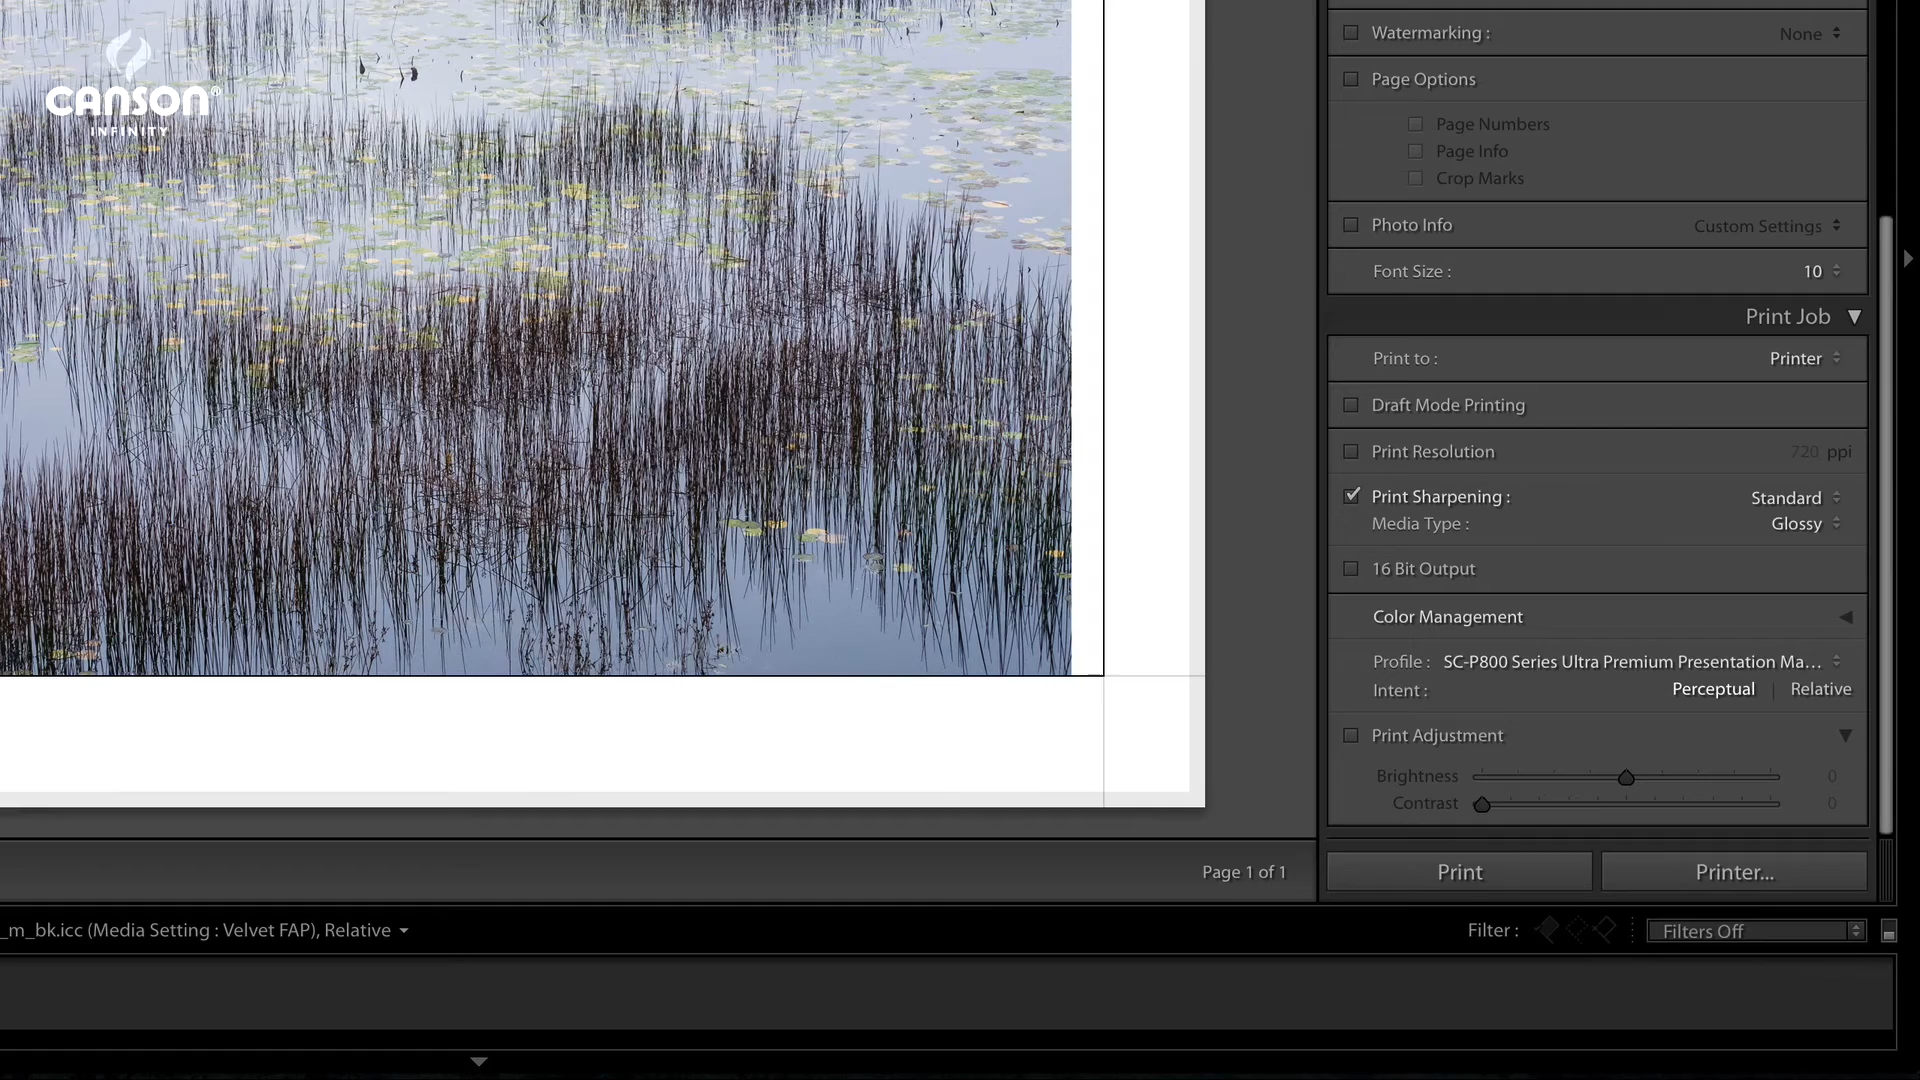 CANSON®
INFINITY
Watermarking : None
Page Options
Page Numbers
Page Info
Crop Marks
Photo Info Custom Settings
Font Size : 10
Print Job
Print to : Printer
Draft Mode Printing
Print Resolution 720 ppi
Print Sharpening : Standard
Media Type : Glossy
16 Bit Output
Color Management
Profile : SC-P800 Series Ultra Premium Presentation Ma...
Intent : Perceptual | Relative
Print Adjustment
Brightness 0
Contrast 0
Page 1 of 1
Print Printer...
_m_bk.icc (Media Setting : Velvet FAP), Relative
Filter : Filters Off